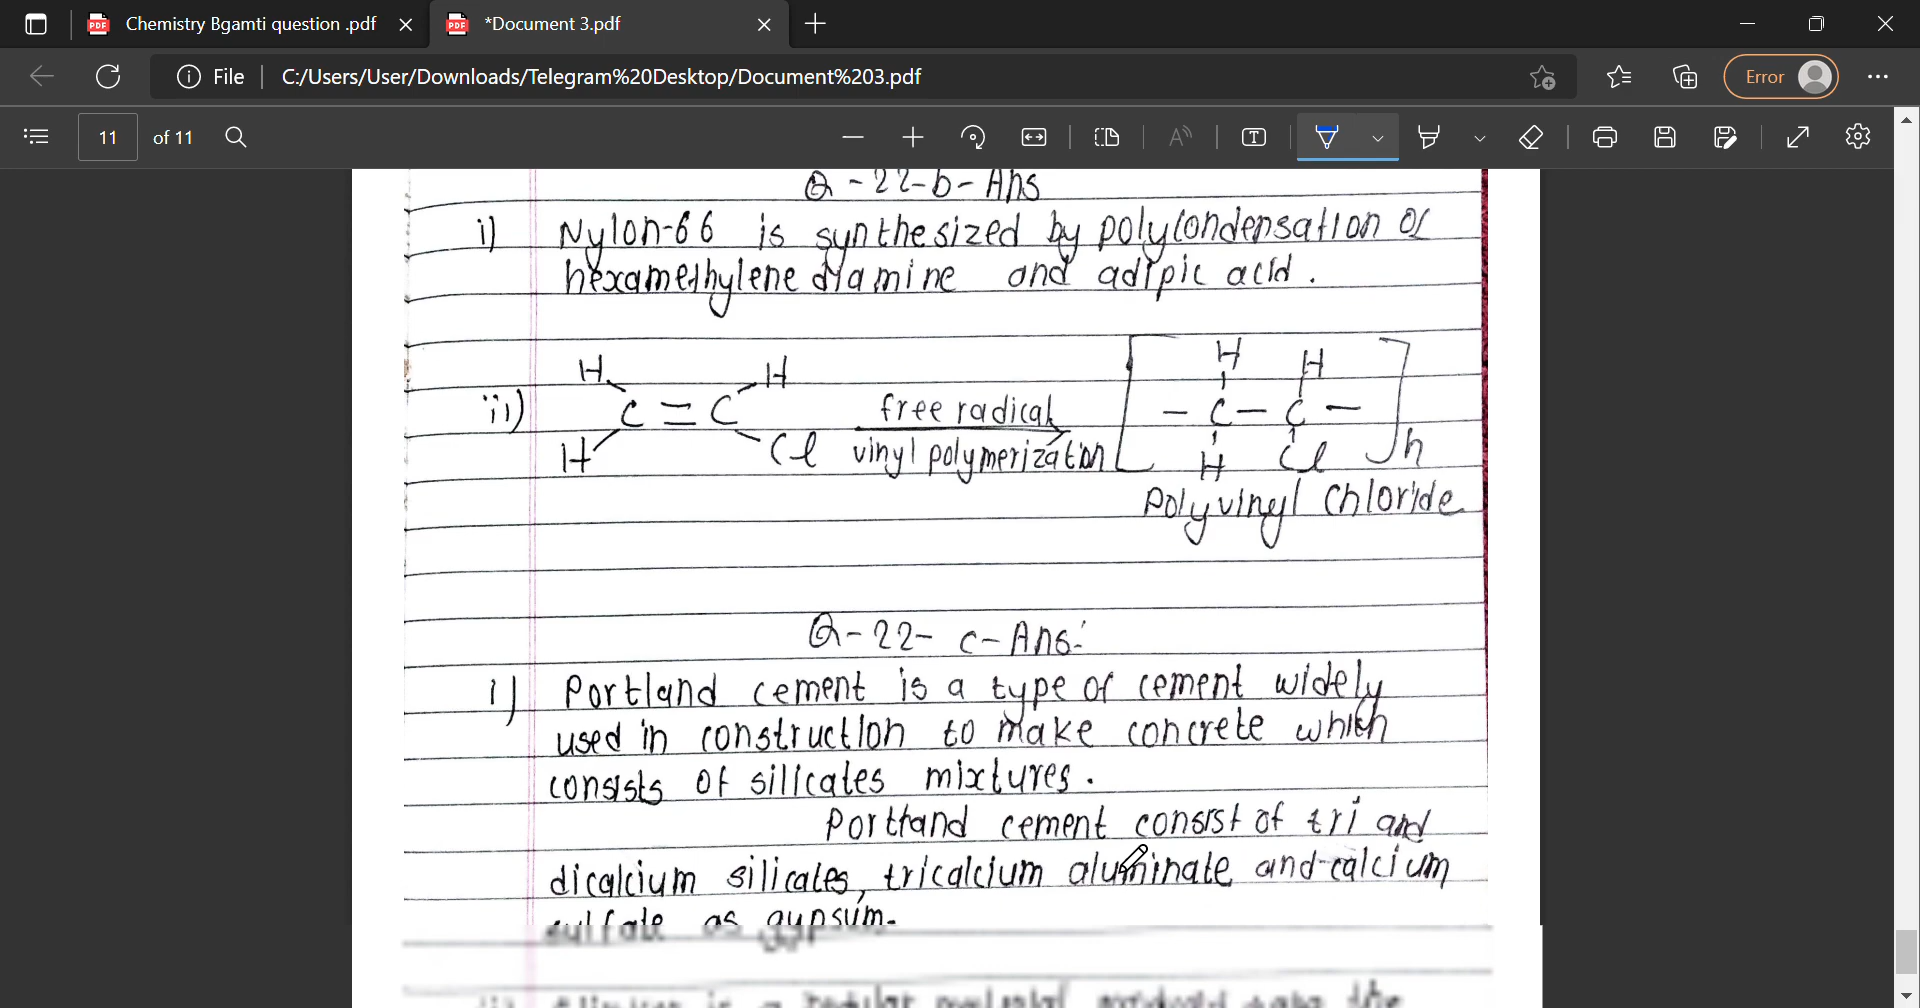 Chemistry Bgamti question .pdf
*Document 3.pdf
File
C:/Users/User/Downloads/Telegram%20Desktop/Document%203.pdf
Error
11 of 11
Q-22-b-Ans
i) Nylon-66 is synthesized by polycondensation of
hexamethylene diamine and adipic acid.
H H H H
ii) C = C free radical - C - C -
H Cl vinyl polymerization H Cl n
Polyvinyl Chloride
Q-22- c-Ans:
i) Portland cement is a type of cement widely
used in construction to make concrete which
consists of silicates mixtures.
Portland cement consist of tri and
dicalcium silicates, tricalcium aluminate and calcium
sulfate as gypsum.